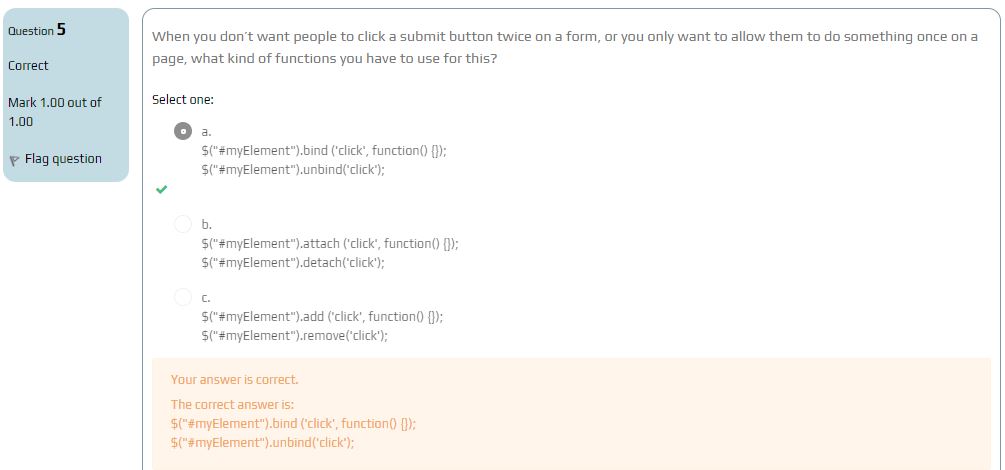 Question 5
Correct
Mark 1.00 out of
1.00
Flag question
When you don't want people to click a submit button twice on a form, or you only want to allow them to do something once on a
page, what kind of functions you have to use for this?
Select one:
a.
$("#myElement").bind ('click', function() {});
$("#myElement").unbind('click');
b.
$("#myElement").attach ('click', function() {});
$("#myElement").detach('click');
c.
$("#myElement").add ('click', function() {});
$("#myElement").remove('click');
Your answer is correct.
The correct answer is:
$("#myElement").bind ('click', function() {});
$("#myElement").unbind('click');